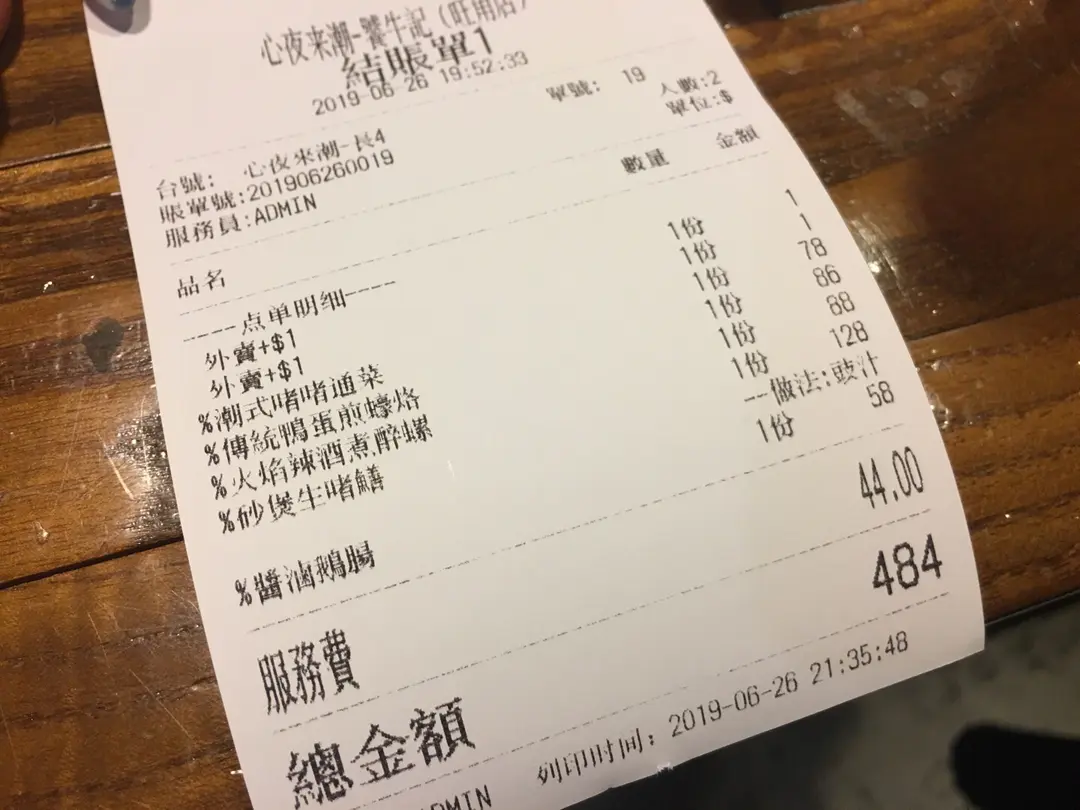 心夜来潮-饕牛記(旺角店)
結賬單1
2019-06-26 19:52:33
單號: 19
台號: 心夜来潮-長4 人數:2
賬單號:201906260019 單位:$
服務員:ADMIN
品名 數量 金額
----点单明细----
外賣+$1 1份 1
外賣+$1 1份 1
%潮式啫啫通菜 1份 78
%傳統鴨蛋煎蠔烙 1份 86
%火焰辣酒煮醉螺 1份 88
%砂煲生啫鱔 1份 128
--做法:豉汁
%醬滷鵝腸 1份 58
服務費 44.00
總金額 484
ADMIN 列印时间: 2019-06-26 21:35:48